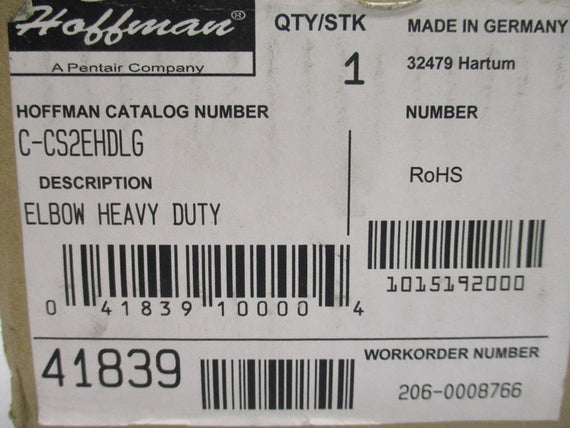 Hoffman®
A Pentair Company
QTY/STK
1
MADE IN GERMANY
32479 Hartum
HOFFMAN CATALOG NUMBER
C-CS2EHDLG
NUMBER
DESCRIPTION
RoHS
ELBOW HEAVY DUTY
0 41839 10000 4
1015192000
41839
WORKORDER NUMBER
206-0008766